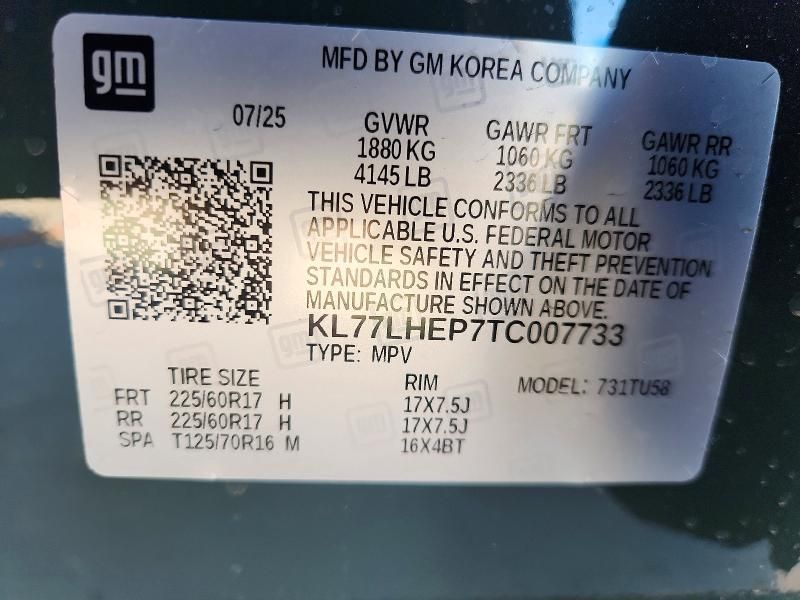 gm
MFD BY GM KOREA COMPANY
07/25
GVWR
1880 KG
4145 LB
GAWR FRT
1060 KG
2336 LB
GAWR RR
1060 KG
2336 LB
THIS VEHICLE CONFORMS TO ALL
APPLICABLE U.S. FEDERAL MOTOR
VEHICLE SAFETY AND THEFT PREVENTION
STANDARDS IN EFFECT ON THE DATE OF
MANUFACTURE SHOWN ABOVE.
KL77LHEP7TC007733
TYPE: MPV
MODEL: 731TU58
TIRE SIZE RIM
FRT 225/60R17 H 17X7.5J
RR 225/60R17 H 17X7.5J
SPA T125/70R16 M 16X4BT